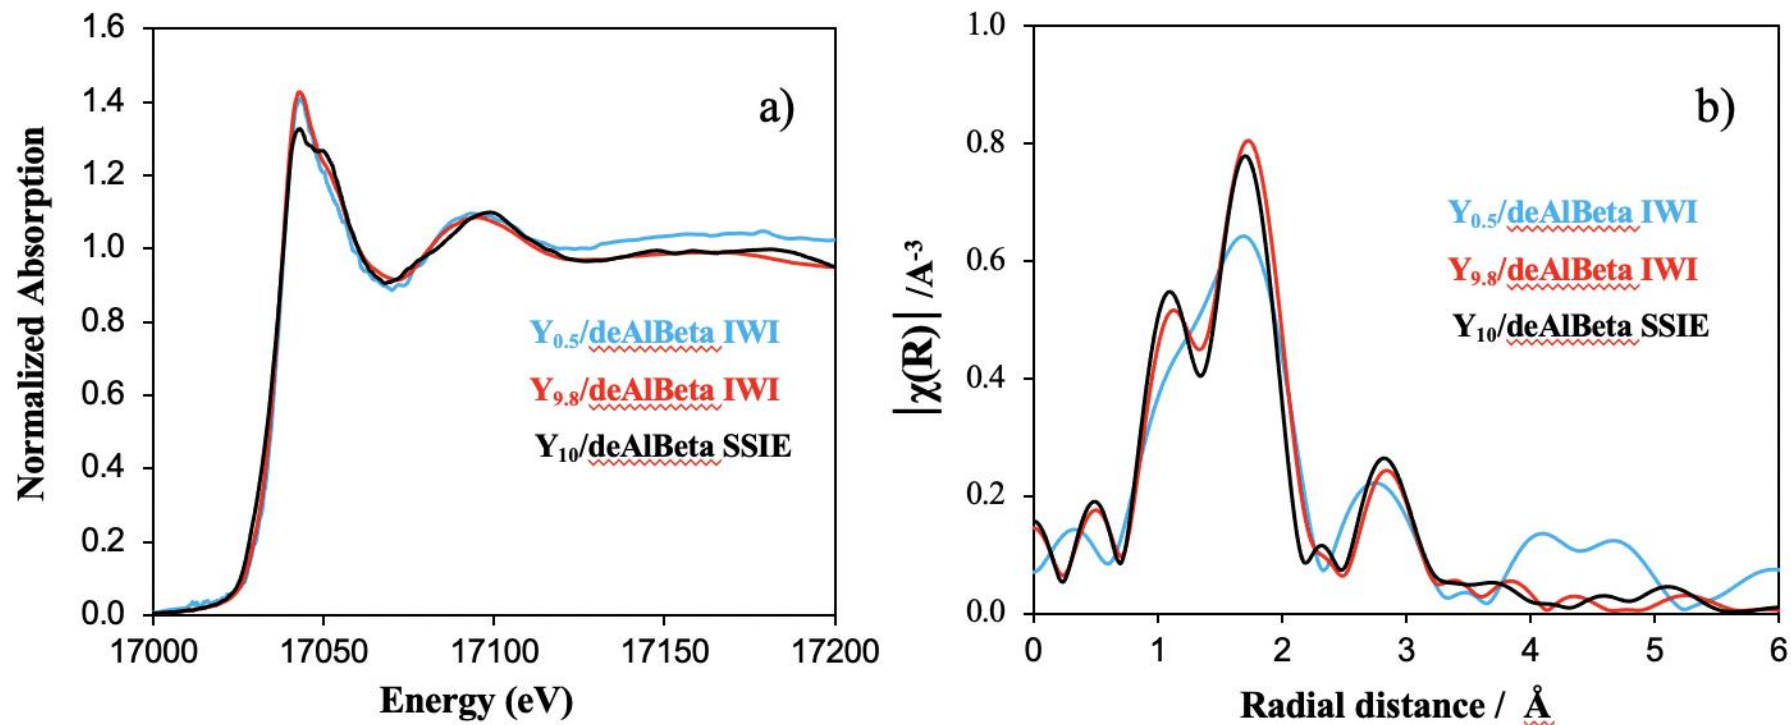 1.6
1.4
1.2
1.0
0.8
0.6
0.4
0.2
0.0
Normalized Absorption
a)
Y0.5/deAlBeta IWI
Y9.8/deAlBeta IWI
Y10/deAlBeta SSIE
17000 17050 17100 17150 17200
Energy (eV)
1.0
0.8
0.6
0.4
0.2
0.0
|χ(R)| /A-3
b)
Y0.5/deAlBeta IWI
Y9.8/deAlBeta IWI
Y10/deAlBeta SSIE
0 1 2 3 4 5 6
Radial distance / Å